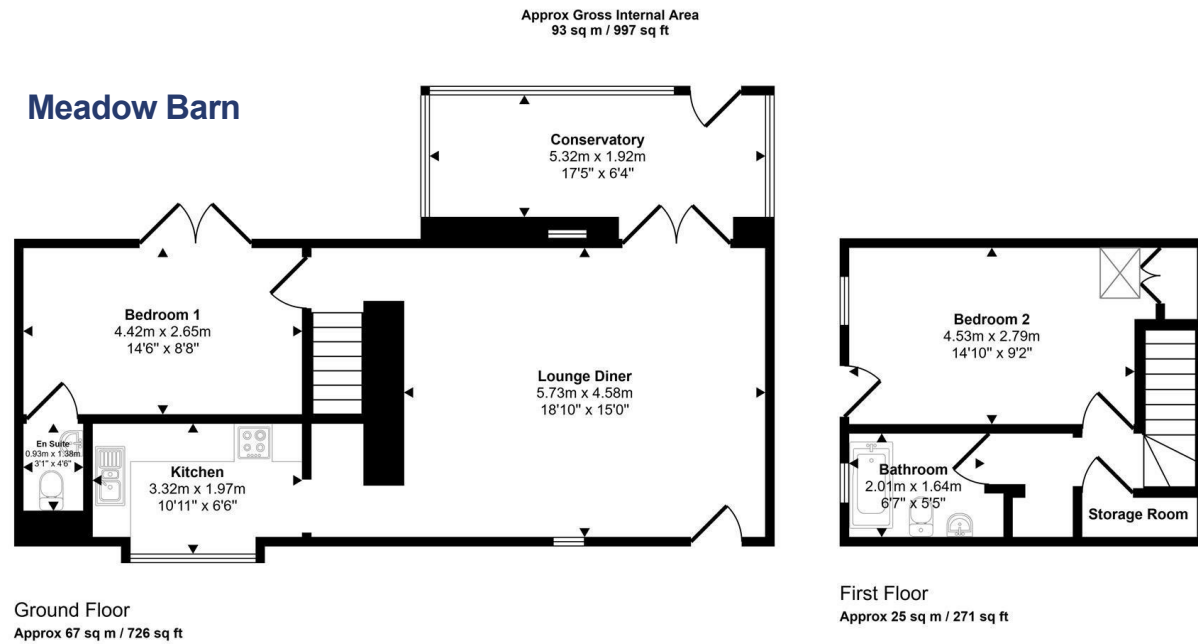 Approx Gross Internal Area
93 sq m / 997 sq ft
Meadow Barn
Conservatory
5.32m x 1.92m
17'5" x 6'4"
Bedroom 1
4.42m x 2.65m
14'6" x 8'8"
Lounge Diner
5.73m x 4.58m
18'10" x 15'0"
En Suite
0.93m x 1.38m
3'1" x 4'6"
Kitchen
3.32m x 1.97m
10'11" x 6'6"
Ground Floor
Approx 67 sq m / 726 sq ft
Bedroom 2
4.53m x 2.79m
14'10" x 9'2"
Bathroom
2.01m x 1.64m
6'7" x 5'5"
Storage Room
First Floor
Approx 25 sq m / 271 sq ft